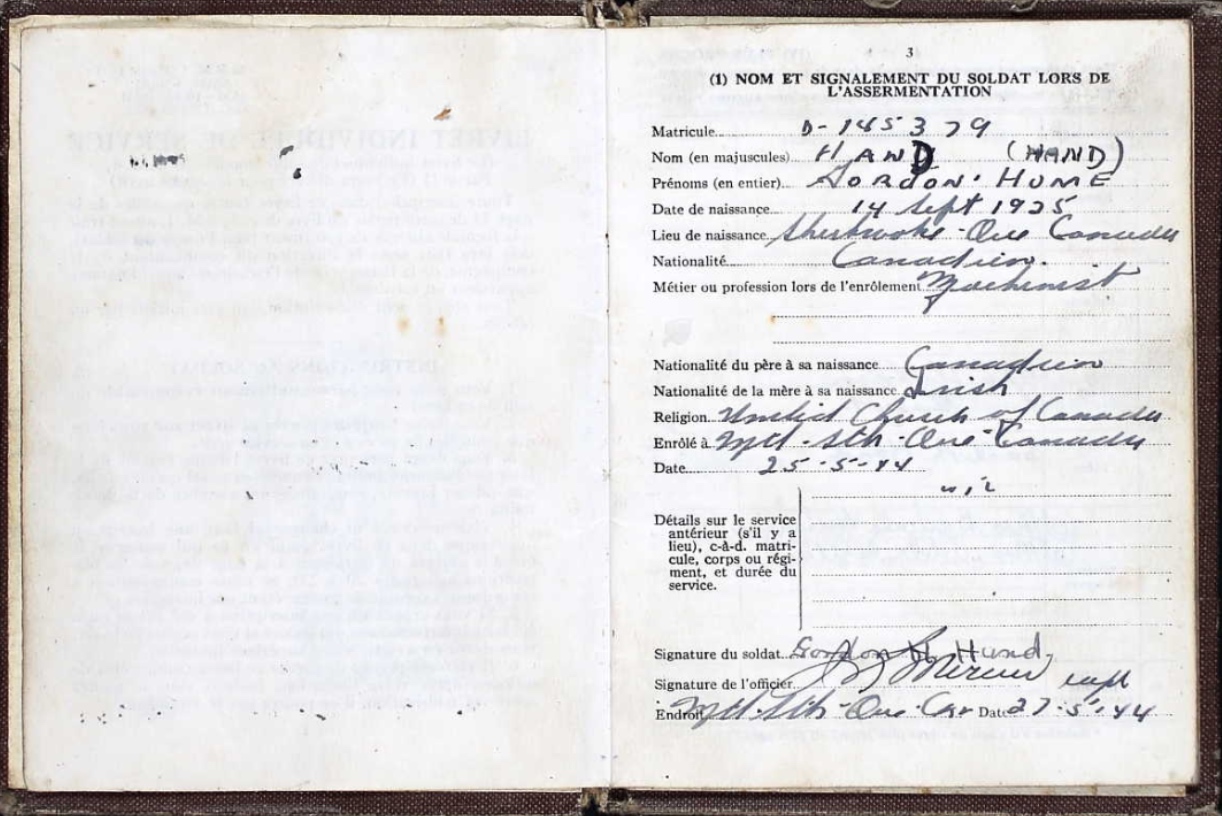 3
(1) NOM ET SIGNALEMENT DU SOLDAT LORS DE
L'ASSERMENTATION
Matricule D-145379
Nom (en majuscules) HAND (HAND)
Prénoms (en entier) GORDON. HUME
Date de naissance 14 Sept 1925
Lieu de naissance Sherbrooke - Que Canada
Nationalité Canadian.
Métier ou profession lors de l'enrôlement Machinist
Nationalité du père à sa naissance Canadian
Nationalité de la mère à sa naissance Irish
Religion United Church of Canada
Enrôlé à Mtl - Que - Canada
Date 25-5-44
nil
Détails sur le service
antérieur (s'il y a
lieu), c-à-d. matri-
cule, corps ou régi-
ment, et durée du
service.
Signature du soldat Gordon H. Hand
Signature de l'officier
Endroit Mtl - Que - Can Date 27-5-44
LIVRET INDIVIDUEL DE SERVICE
INSTRUCTIONS AU SOLDAT